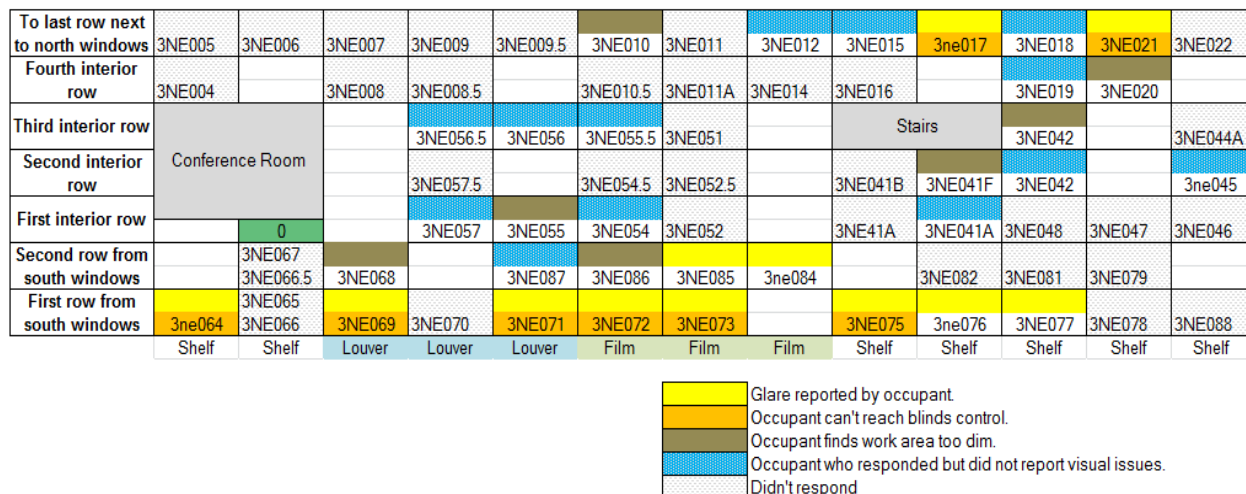 To last row next
to north windows 3NE005 3NE006 3NE007 3NE009 3NE009.5 3NE010 3NE011 3NE012 3NE015 3ne017 3NE018 3NE021 3NE022
Fourth interior
row 3NE004 3NE008 3NE008.5 3NE010.5 3NE011A 3NE014 3NE016 3NE019 3NE020
Third interior row Stairs
3NE056.5 3NE056 3NE055.5 3NE051 3NE042 3NE044A
Conference Room
Second interior
row 3NE057.5 3NE054.5 3NE052.5 3NE041B 3NE041F 3NE042 3ne045
First interior
row 0 3NE057 3NE055 3NE054 3NE052 3NE41A 3NE041A 3NE048 3NE047 3NE046
Second row from 3NE067
south windows 3NE066.5 3NE068 3NE087 3NE086 3NE085 3ne084 3NE082 3NE081 3NE079
First row from 3NE065
south windows 3ne064 3NE066 3NE069 3NE070 3NE071 3NE072 3NE073 3NE075 3ne076 3NE077 3NE078 3NE088
Shelf Shelf Louver Louver Louver Film Film Film Shelf Shelf Shelf Shelf Shelf
Glare reported by occupant.
Occupant can't reach blinds control.
Occupant finds work area too dim.
Occupant who responded but did not report visual issues.
Didn't respond